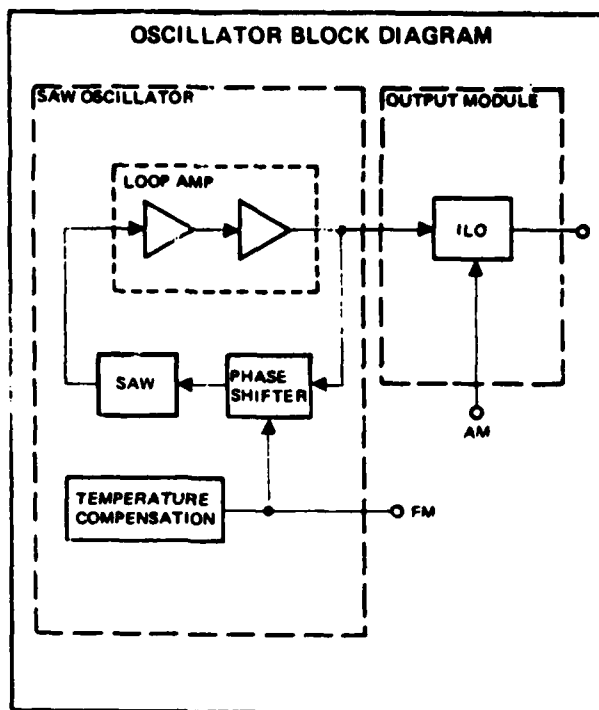 OSCILLATOR BLOCK DIAGRAM
SAW OSCILLATOR
OUTPUT MODULE
LOOP AMP
ILO
SAW
PHASE
SHIFTER
AM
TEMPERATURE
COMPENSATION
FM